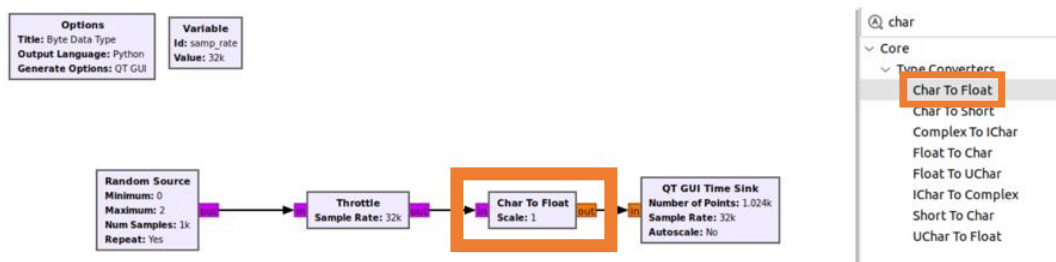 Options
Title: Byte Data Type
Output Language: Python
Generate Options: QT GUI
Variable
Id: samp_rate
Value: 32k
Random Source
Minimum: 0
Maximum: 2
Num Samples: 1k
Repeat: Yes
out
in
Throttle
Sample Rate: 32k
out
in
Char To Float
Scale: 1
out
in
QT GUI Time Sink
Number of Points: 1.024k
Sample Rate: 32k
Autoscale: No
char
Core
Type Converters
Char To Float
Char To Short
Complex To IChar
Float To Char
Float To UChar
IChar To Complex
Short To Char
UChar To Float